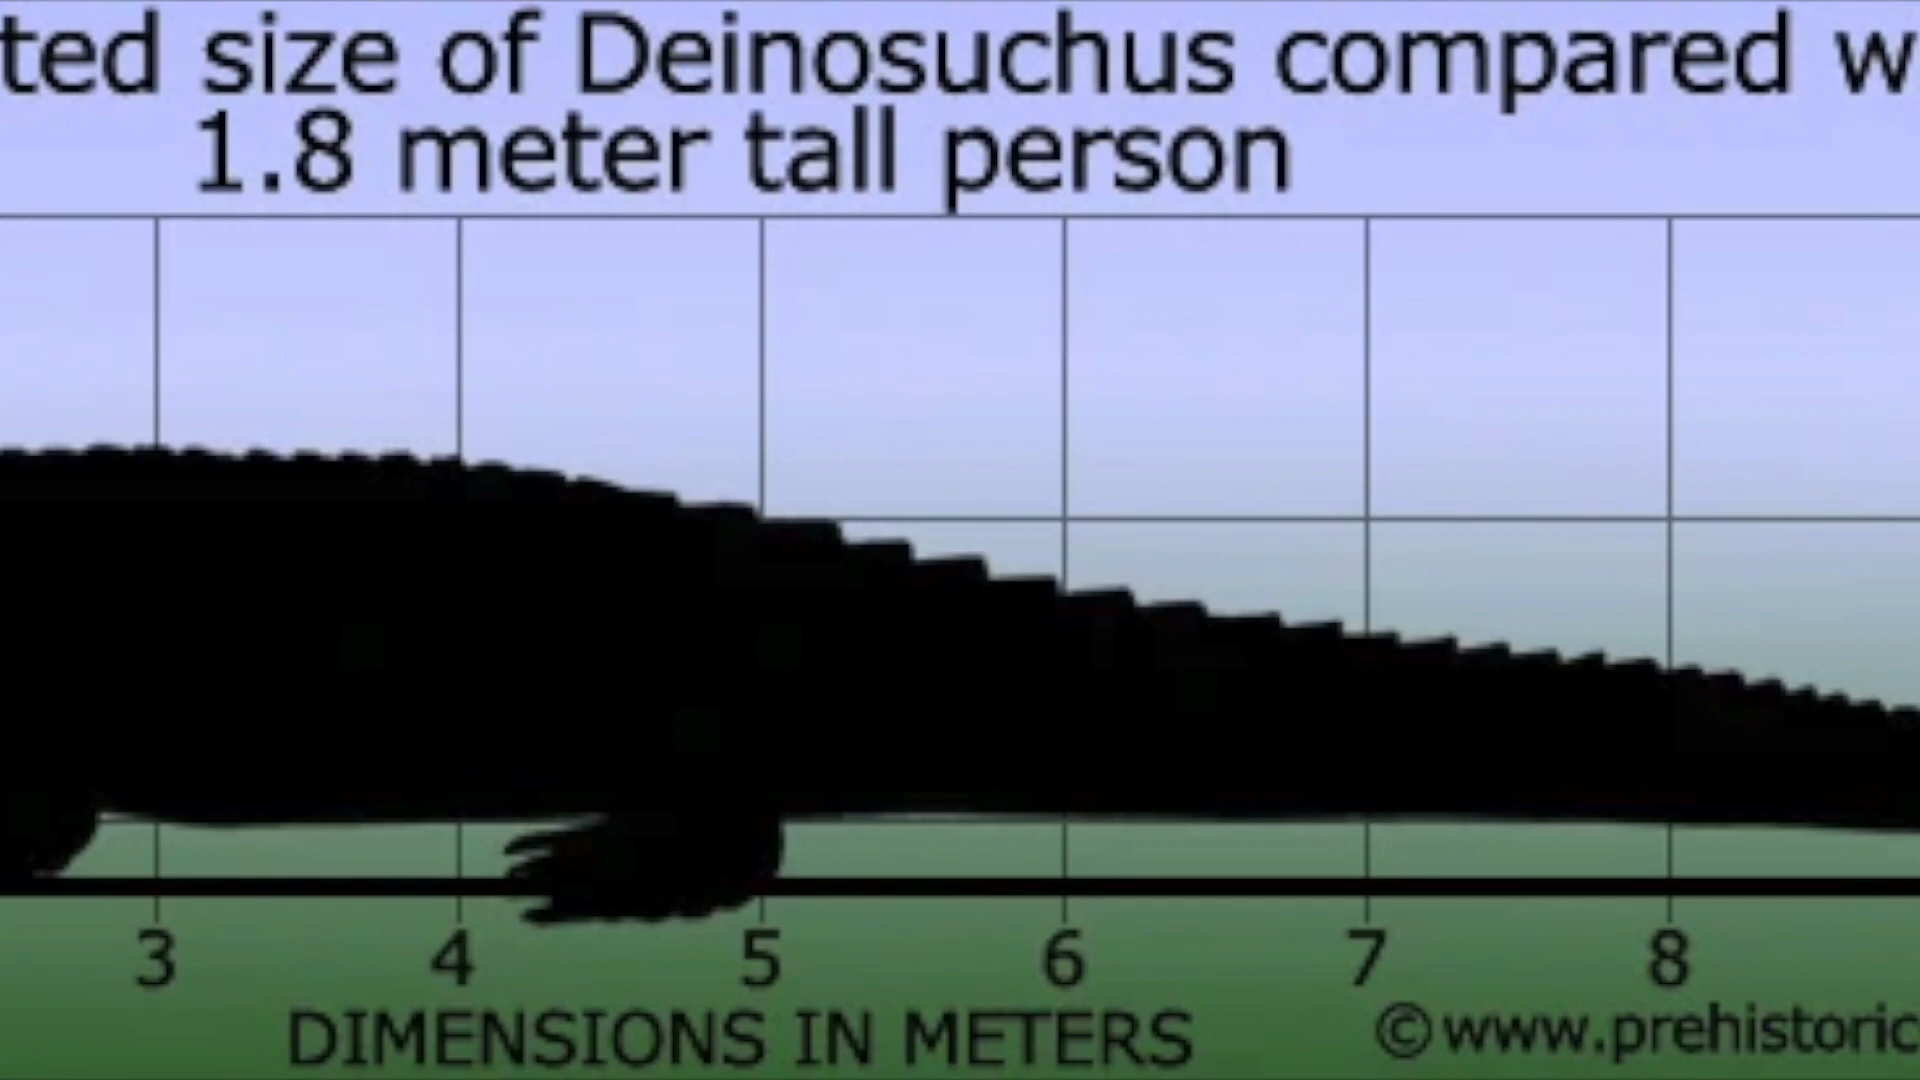 ted size of Deinosuchus compared w
1.8 meter tall person
3 4 5 6 7 8
DIMENSIONS IN METERS
©www.prehistoric